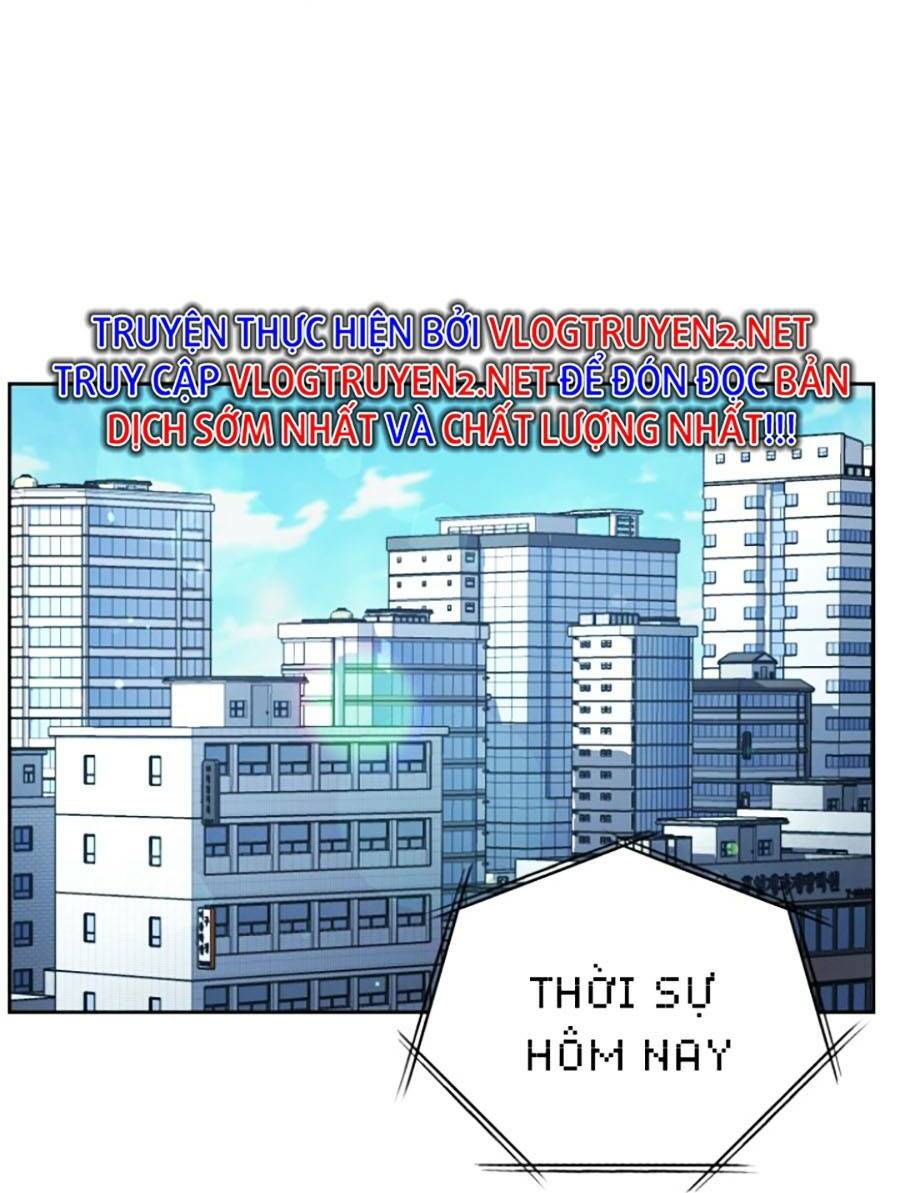 TRUYỆN THỰC HIỆN BỞI VLOGTRUYEN2.NET
TRUY CẬP VLOGTRUYEN2.NET ĐỂ ĐÓN ĐỌC BẢN
DỊCH SỚM NHẤT VÀ CHẤT LƯỢNG NHẤT!!!
THỜI SỰ
HÔM NAY